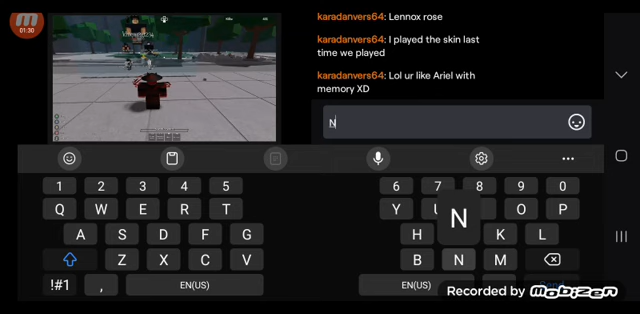 M
01:30
karadanvers64: Lennox rose
karadanvers64: I played the skin last
time we played
karadanvers64: Lol ur like Ariel with
memory XD
N
1 2 3 4 5 6 7 8 9 0
Q W E R T Y U O P
N
A S D F G H K L
Z X C V B N M
!#1 , EN(US) EN(US)
Recorded by mobizen